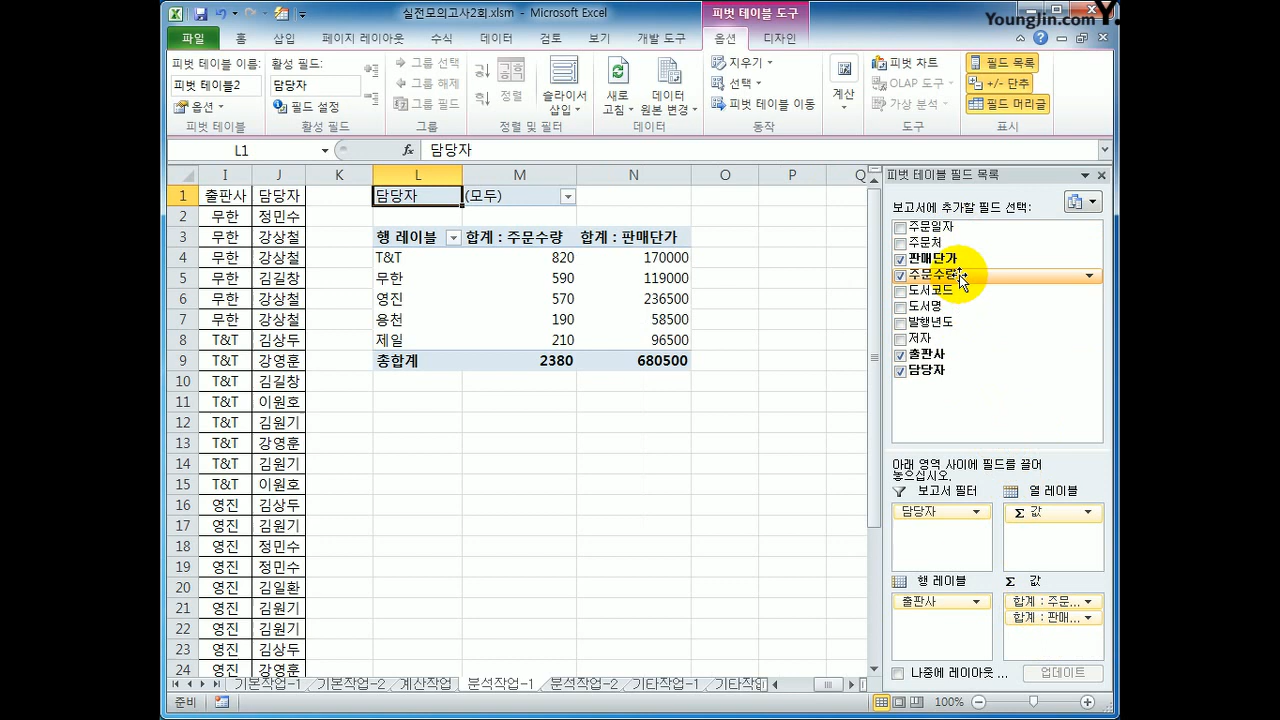 실전모의고사2회.xlsm - Microsoft Excel
피벗 테이블 도구
YoungJin.com Y.
파일 홈 삽입 페이지 레이아웃 수식 데이터 검토 보기 개발 도구 옵션 디자인
피벗 테이블 이름:
피벗 테이블2
옵션
피벗 테이블
활성 필드:
담당자
필드 설정
활성 필드
그룹 선택
그룹 해제
그룹 필드
그룹
정렬
슬라이서
삽입
정렬 및 필터
새로
고침
데이터
원본 변경
데이터
지우기
선택
피벗 테이블 이동
동작
계산
피벗 차트
OLAP 도구
가상 분석
도구
필드 목록
+/- 단추
필드 머리글
표시
L1 fx 담당자
I J K L M N O P Q
1 출판사 담당자 담당자 (모두)
2 무한 정민수
3 무한 강상철 행 레이블 합계 : 주문수량 합계 : 판매단가
4 무한 강상철 T&T 820 170000
5 무한 김길창 무한 590 119000
6 무한 강상철 영진 570 236500
7 무한 강상철 용천 190 58500
8 T&T 김상두 제일 210 96500
9 T&T 강영훈 총합계 2380 680500
10 T&T 김길창
11 T&T 이원호
12 T&T 김원기
13 T&T 강영훈
14 T&T 김원기
15 T&T 이원호
16 영진 김상두
17 영진 김원기
18 영진 정민수
19 영진 정민수
20 영진 김일환
21 영진 김원기
22 영진 김원기
23 영진 김상두
24 영진 강영훈
피벗 테이블 필드 목록
보고서에 추가할 필드 선택:
주문일자
주문처
판매단가
주문수량
도서코드
도서명
발행년도
저자
출판사
담당자
아래 영역 사이에 필드를 끌어
놓으십시오.
보고서 필터 열 레이블
담당자 Σ 값
행 레이블 Σ 값
출판사 합계 : 주문...
합계 : 판매...
나중에 레이아웃 ... 업데이트
기본작업-1 기본작업-2 계산작업 분석작업-1 분석작업-2 기타작업-1 기타작업
준비 100%